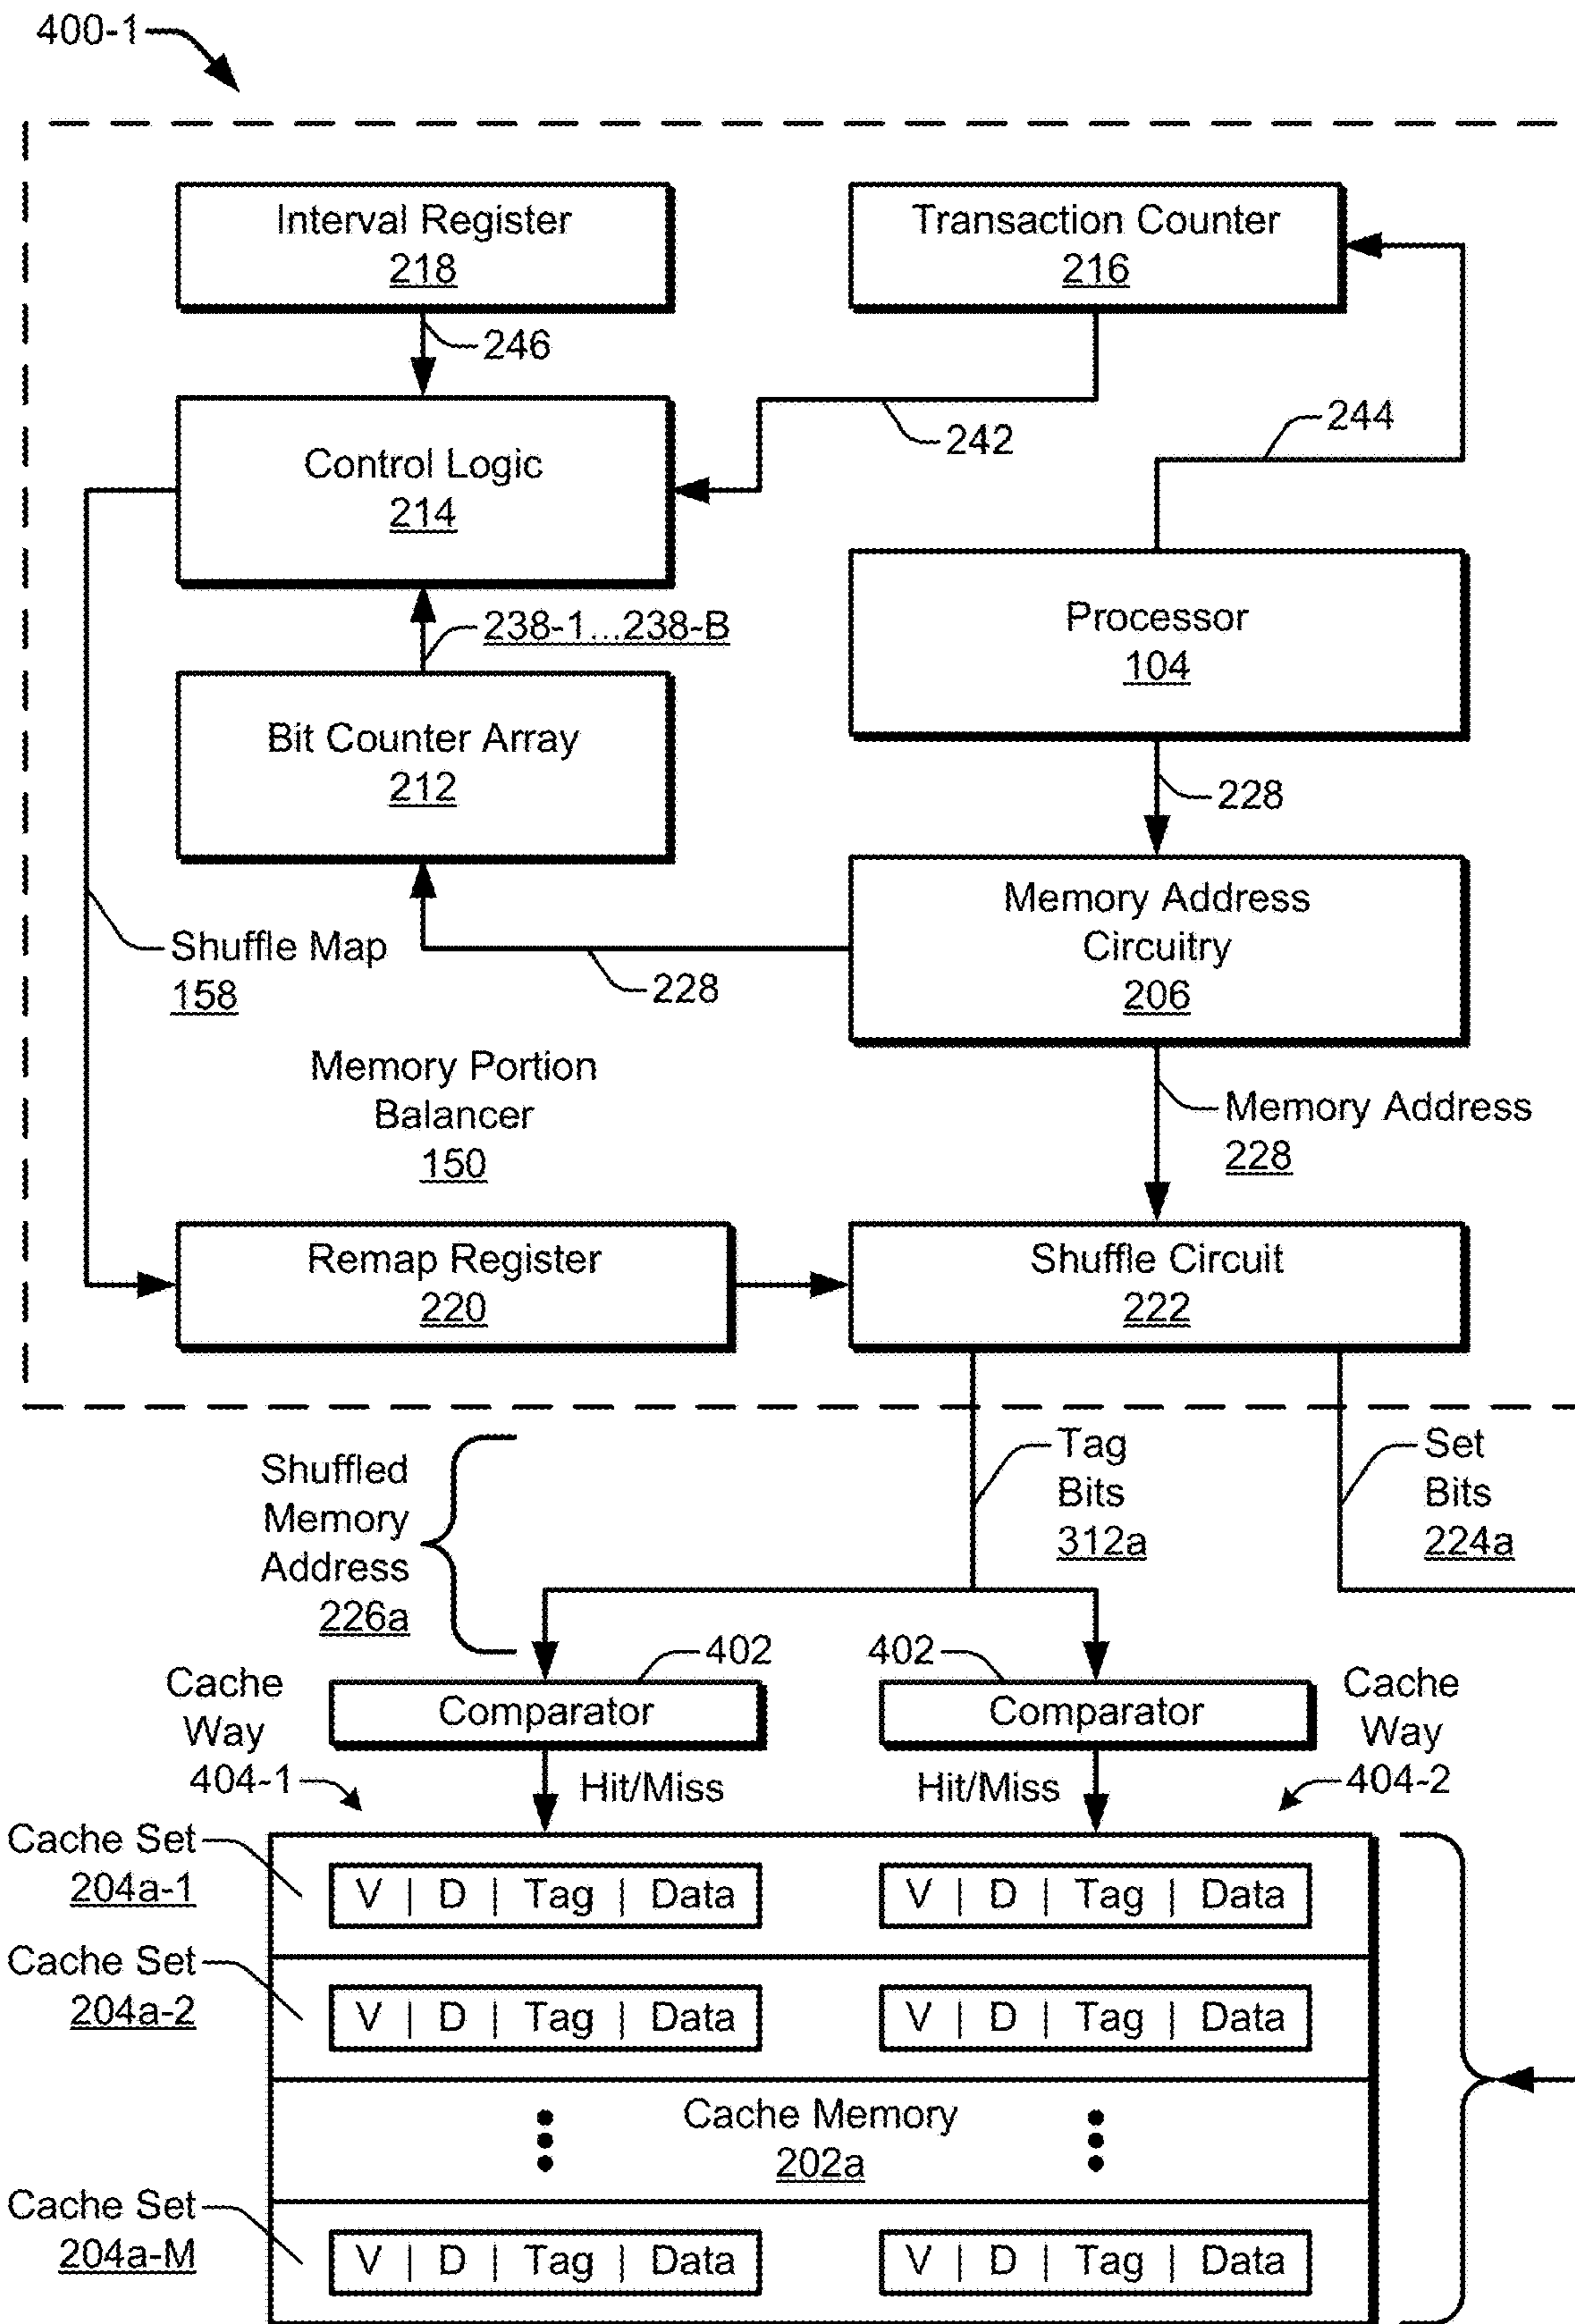 400-1
Interval Register
218
Transaction Counter
216
246
242
244
Control Logic
214
Processor
104
238-1...238-B
Bit Counter Array
212
228
Memory Address
Circuitry
206
Shuffle Map
158
228
Memory Portion
Balancer
150
Memory Address
228
Remap Register
220
Shuffle Circuit
222
Shuffled
Memory
Address
226a
Tag
Bits
312a
Set
Bits
224a
402
402
Cache
Way
404-1
Comparator
Comparator
Cache
Way
404-2
Hit/Miss
Hit/Miss
Cache Set
204a-1
V | D | Tag | Data
V | D | Tag | Data
Cache Set
204a-2
V | D | Tag | Data
V | D | Tag | Data
Cache Memory
202a
Cache Set
204a-M
V | D | Tag | Data
V | D | Tag | Data